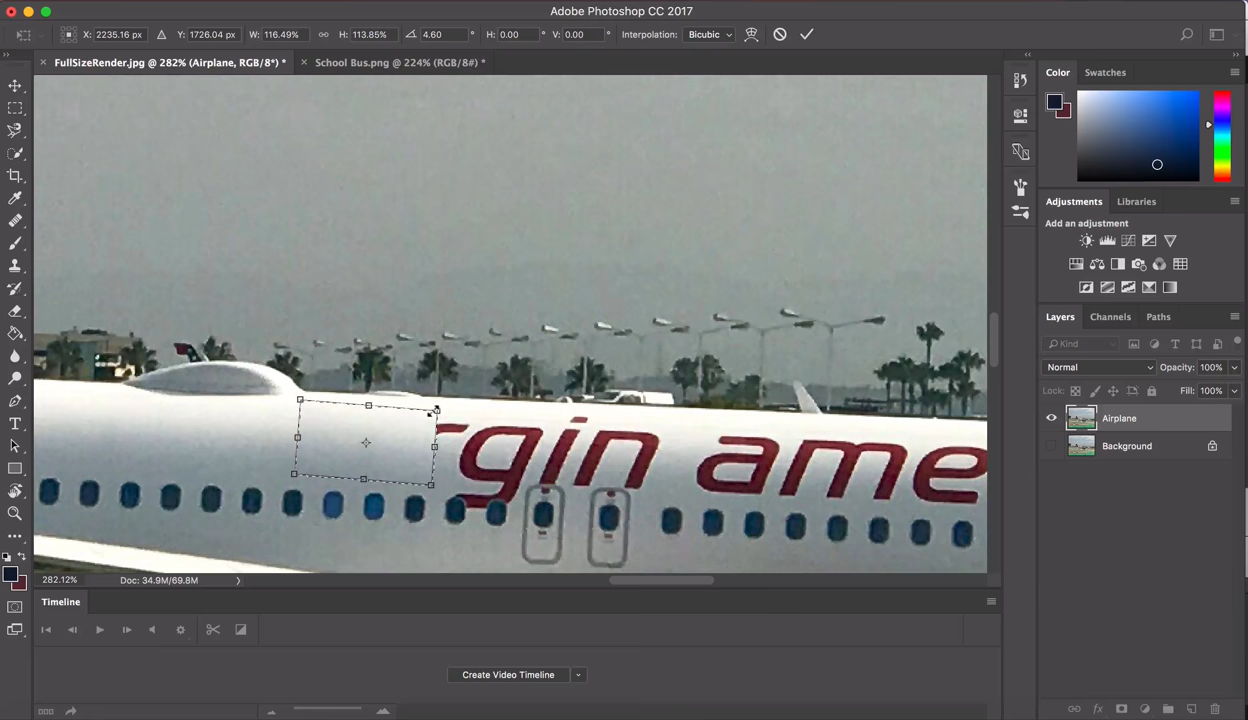 Adobe Photoshop CC 2017
X: 2235.16 px Y: 1726.04 px W: 116.49% H: 113.85% 4.60 ° H: 0.00 ° V: 0.00 ° Interpolation: Bicubic
FullSizeRender.jpg @ 282% (Airplane, RGB/8*) * School Bus.png @ 224% (RGB/8#) *
Color Swatches
Adjustments Libraries
Add an adjustment
Layers Channels Paths
Kind
Normal Opacity: 100%
Lock: Fill: 100%
Airplane
Background
rgin ame
282.12% Doc: 34.9M/69.8M
Timeline
Create Video Timeline
fx